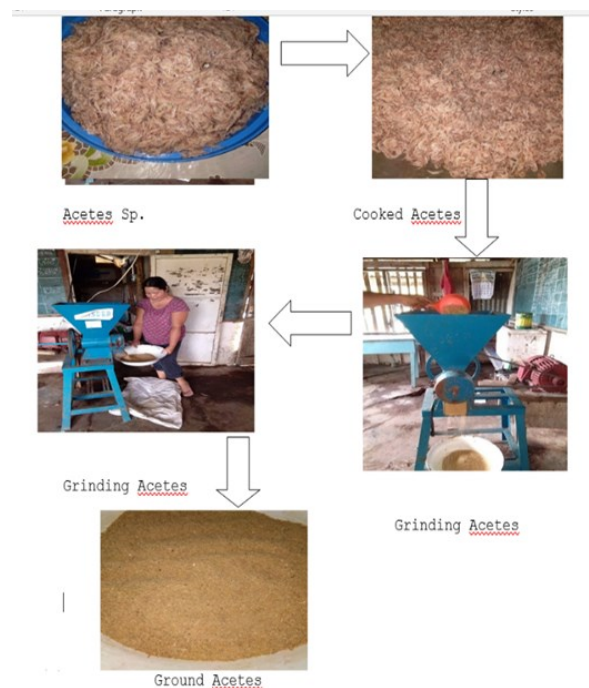 Acetes Sp.
Cooked Acetes
Grinding Acetes
Grinding Acetes
Ground Acetes